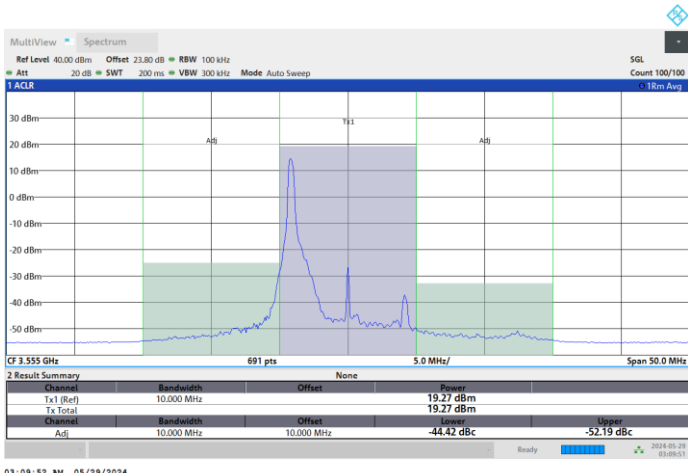 MultiView Spectrum
Ref Level 40.00 dBm Offset 23.80 dB RBW 100 kHz SGL
Att 20 dB SWT 200 ms VBW 300 kHz Mode Auto Sweep Count 100/100
1 ACLR 1Rm Avg
30 dBm
Tx1
20 dBm
Adj Adj
10 dBm
0 dBm
-10 dBm
-20 dBm
-30 dBm
-40 dBm
-50 dBm
CF 3.555 GHz 691 pts 5.0 MHz/ Span 50.0 MHz
2 Result Summary None
Channel Bandwidth Offset Power
Tx1 (Ref) 10.000 MHz 19.27 dBm
Tx Total 19.27 dBm
Channel Bandwidth Offset Lower Upper
Adj 10.000 MHz 10.000 MHz -44.42 dBc -52.19 dBc
Ready 2024-05-29
03:09:51
03:09:52 PM 05/29/2024